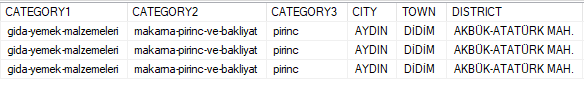 CATEGORY1 CATEGORY2 CATEGORY3 CITY TOWN DISTRICT
gida-yemek-malzemeleri makarna-pirinc-ve-bakliyat pirinc AYDIN DİDİM AKBÜK-ATATÜRK MAH.
gida-yemek-malzemeleri makarna-pirinc-ve-bakliyat pirinc AYDIN DİDİM AKBÜK-ATATÜRK MAH.
gida-yemek-malzemeleri makarna-pirinc-ve-bakliyat pirinc AYDIN DİDİM AKBÜK-ATATÜRK MAH.